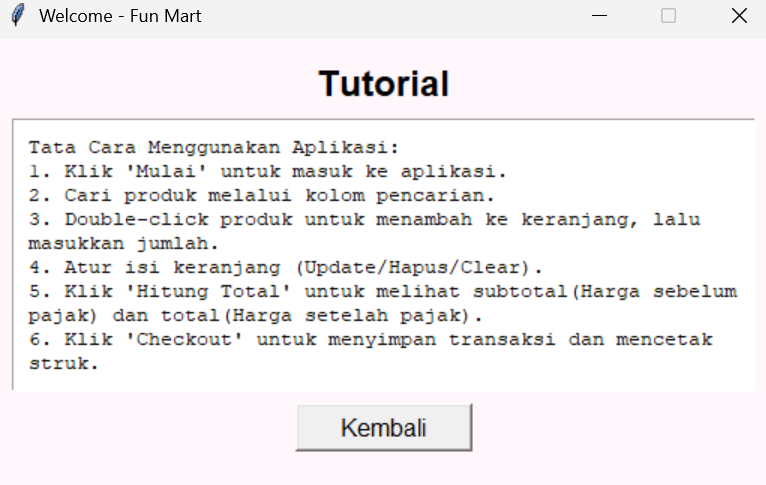 Welcome - Fun Mart
Tutorial
Tata Cara Menggunakan Aplikasi:
1. Klik 'Mulai' untuk masuk ke aplikasi.
2. Cari produk melalui kolom pencarian.
3. Double-click produk untuk menambah ke keranjang, lalu
masukkan jumlah.
4. Atur isi keranjang (Update/Hapus/Clear).
5. Klik 'Hitung Total' untuk melihat subtotal(Harga sebelum
pajak) dan total(Harga setelah pajak).
6. Klik 'Checkout' untuk menyimpan transaksi dan mencetak
struk.
Kembali